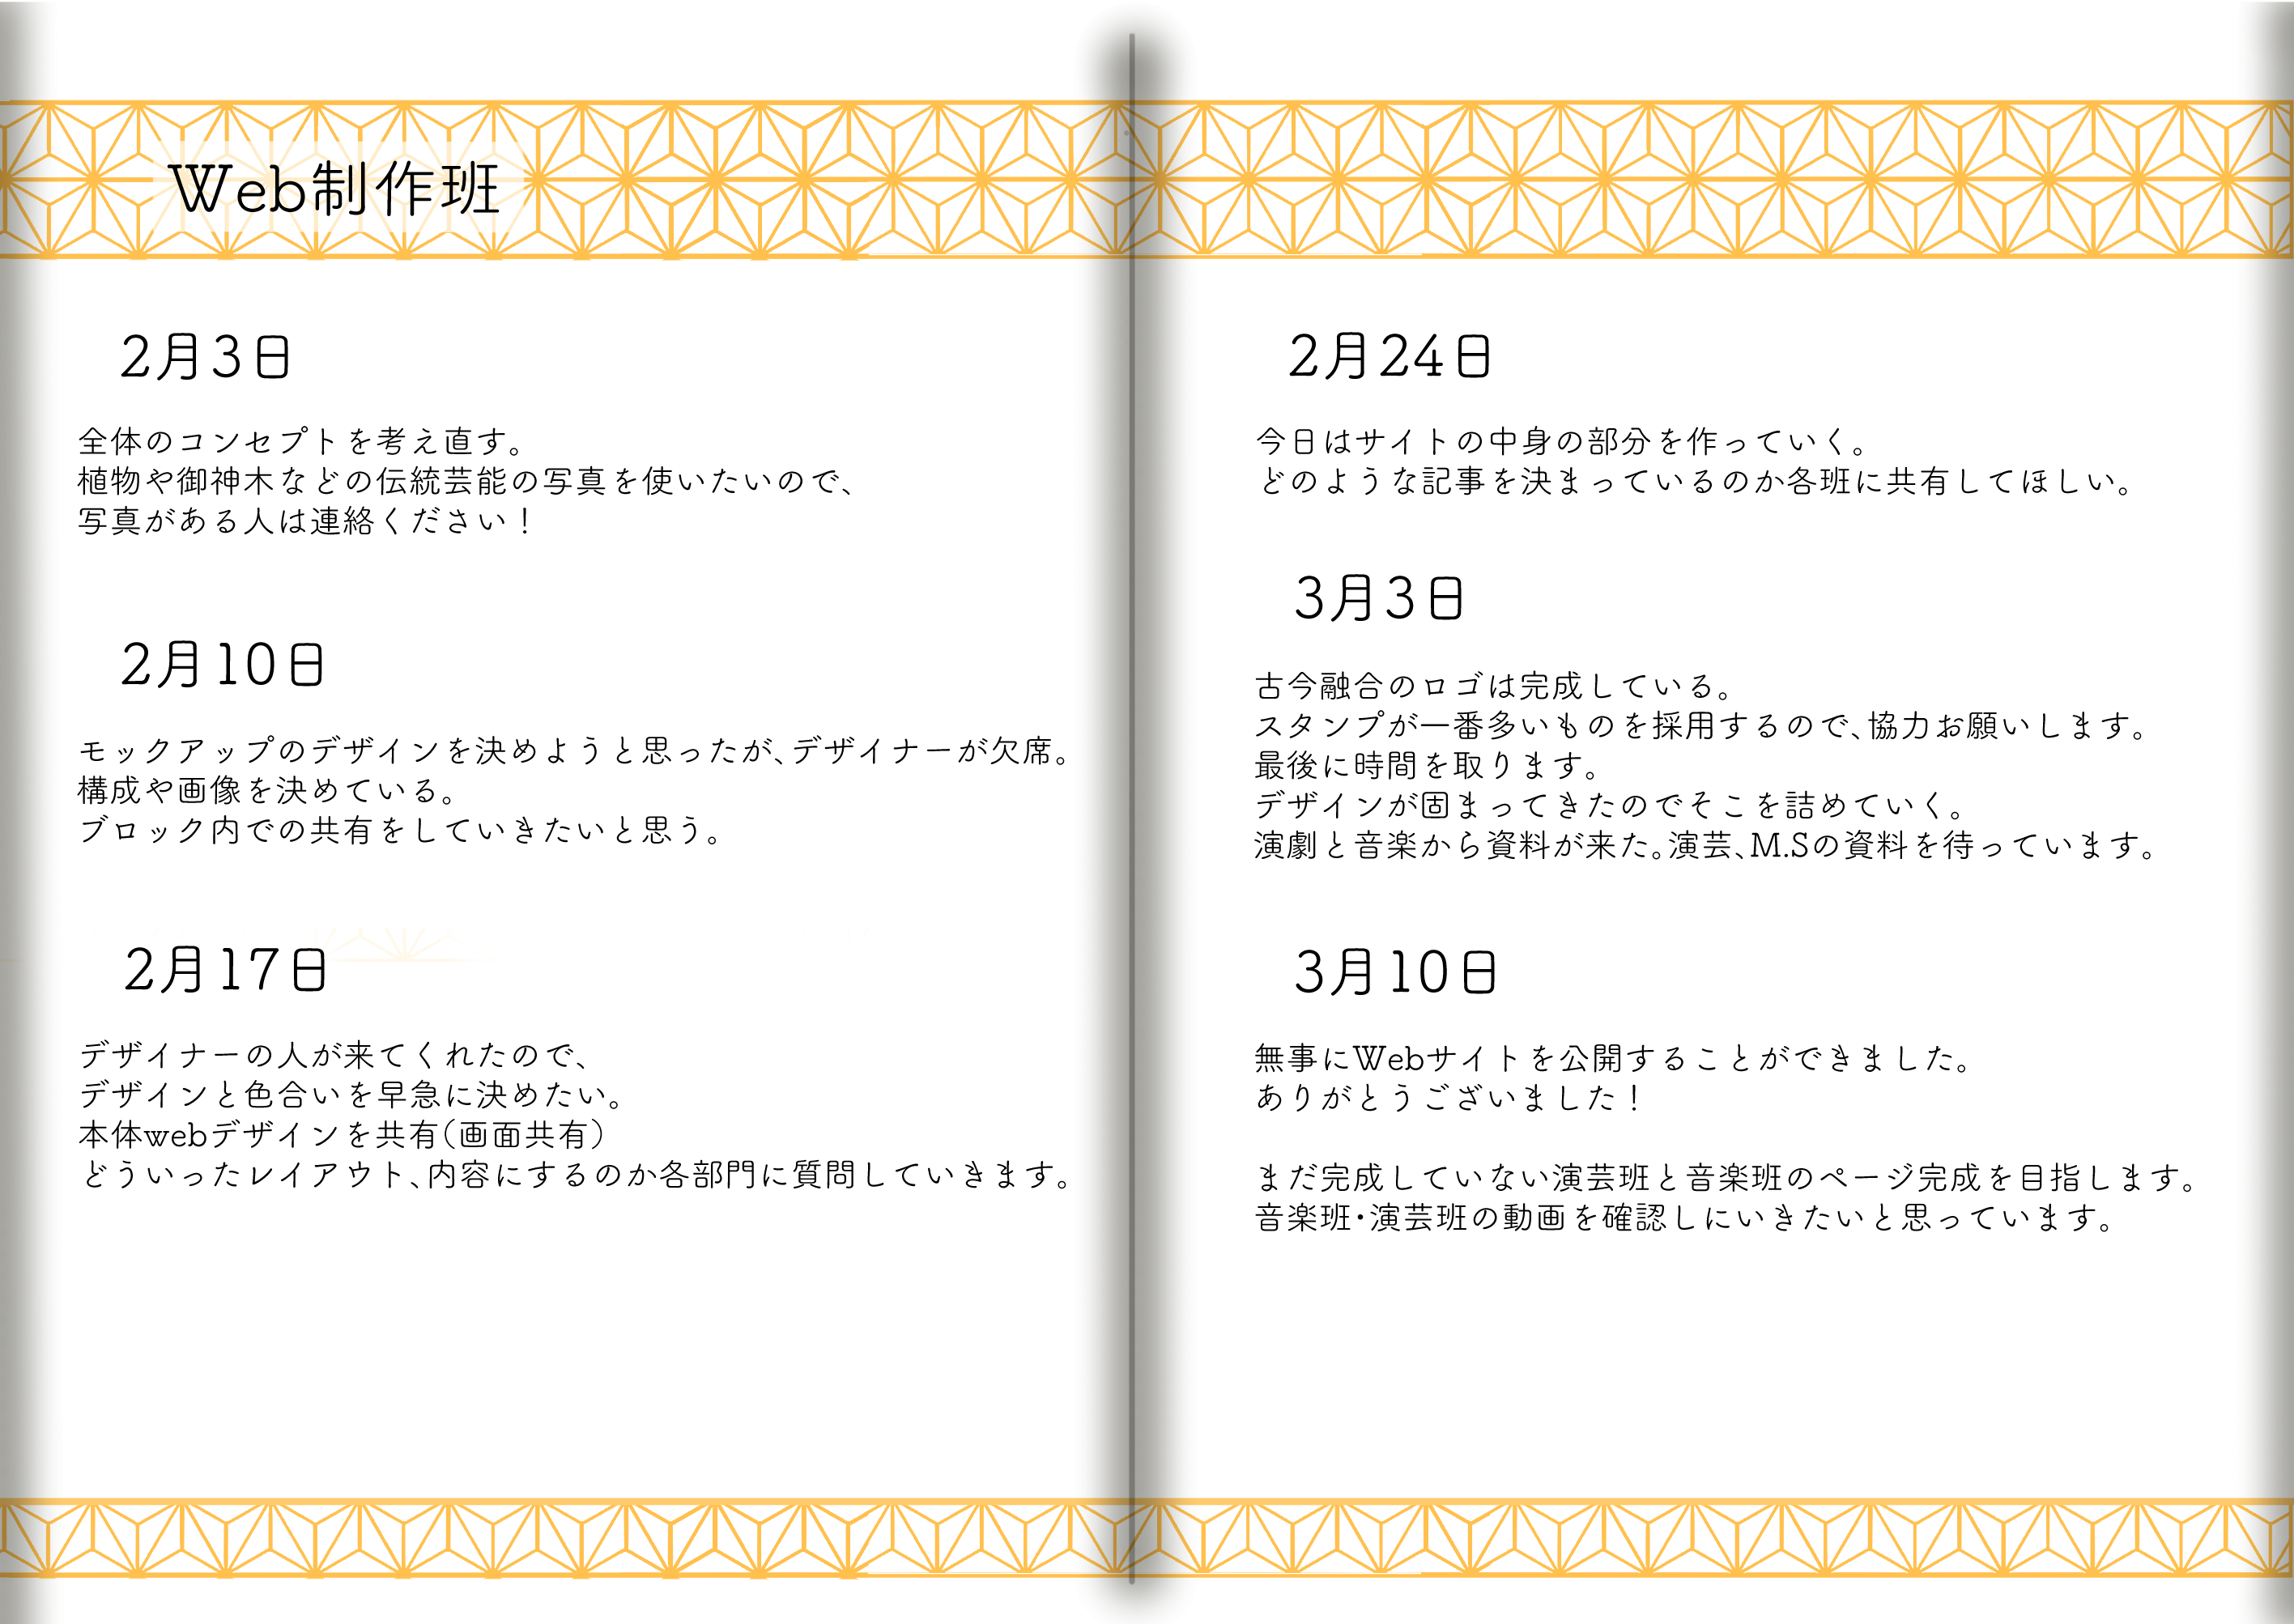 Web制作班
2月3日
全体のコンセプトを考え直す。
植物や御神木などの伝統芸能の写真を使いたいので、
写真がある人は連絡ください！
2月10日
モックアップのデザインを決めようと思ったが、デザイナーが欠席。
構成や画像を決めている。
ブロック内での共有をしていきたいと思う。
2月17日
デザイナーの人が来てくれたので、
デザインと色合いを早急に決めたい。
本体webデザインを共有（画面共有）
どういったレイアウト、内容にするのか各部門に質問していきます。
2月24日
今日はサイトの中身の部分を作っていく。
どのような記事を決まっているのか各班に共有してほしい。
3月3日
古今融合のロゴは完成している。
スタンプが一番多いものを採用するので、協力お願いします。
最後に時間を取ります。
デザインが固まってきたのでそこを詰めていく。
演劇と音楽から資料が来た。演芸、M.Sの資料を待っています。
3月10日
無事にWebサイトを公開することができました。
ありがとうございました！
まだ完成していない演芸班と音楽班のページ完成を目指します。
音楽班・演芸班の動画を確認しにいきたいと思っています。